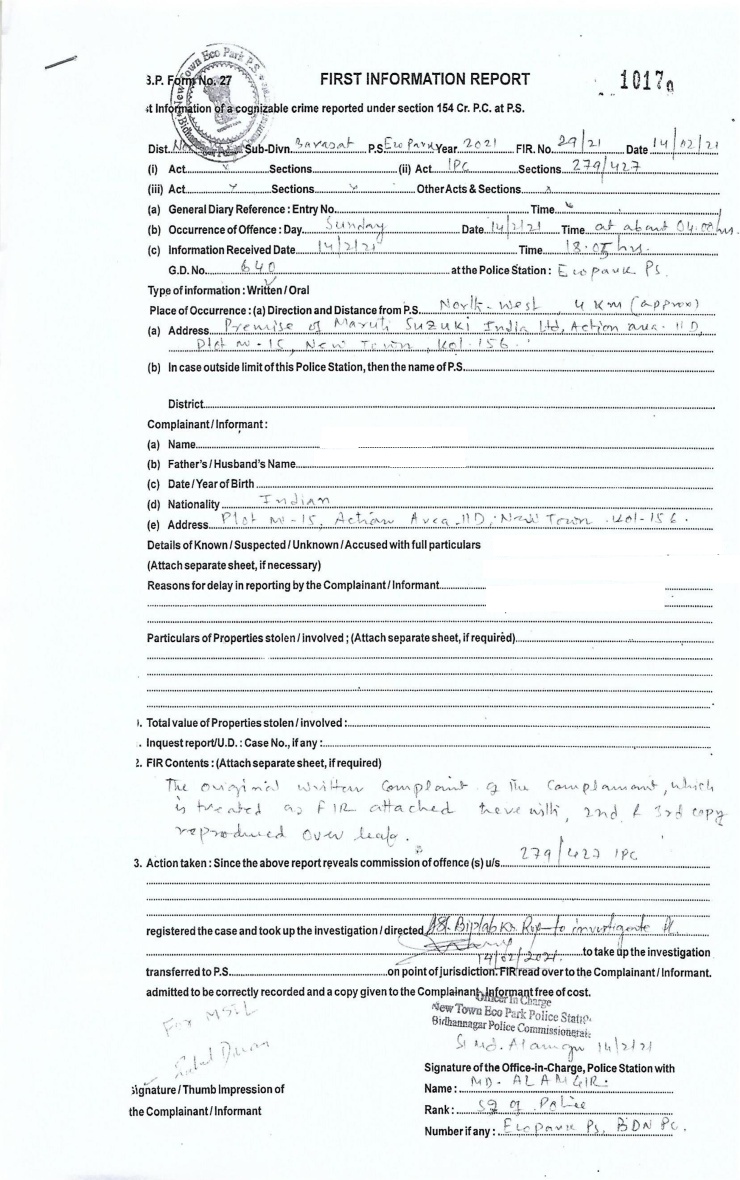 New Town Eco Park P.S.
B.P. Form No. 27
FIRST INFORMATION REPORT
1017
st Information of a cognizable crime reported under section 154 Cr. P.C. at P.S.
Dist. Sub-Divn. Barasat P.S Eco Park Year 2021 FIR. No. 29/21 Date 14/02/21
(i) Act Sections (ii) Act IPC Sections 279/427
(iii) Act Sections Other Acts & Sections
(a) General Diary Reference : Entry No. Time
(b) Occurrence of Offence : Day Sunday Date 14/2/21 Time at about 04:00 hrs.
(c) Information Received Date 14/2/21 Time 18.05 hrs.
G.D. No. 640 at the Police Station : Ecopark Ps.
Type of information : Written / Oral
Place of Occurrence : (a) Direction and Distance from P.S. North-west 4 KM (approx)
(a) Address Premise of Maruti Suzuki India Ltd, Action area- IID,
Plot no - 15, New Town, Kol-156.
(b) In case outside limit of this Police Station, then the name of P.S.
District
Complainant / Informant :
(a) Name
(b) Father's / Husband's Name
(c) Date / Year of Birth
(d) Nationality Indian
(e) Address Plot no-15, Action Area IID, New Town. Kol-156.
Details of Known / Suspected / Unknown / Accused with full particulars
(Attach separate sheet, if necessary)
Reasons for delay in reporting by the Complainant / Informant
Particulars of Properties stolen / involved ; (Attach separate sheet, if required)
. Total value of Properties stolen / involved :
. Inquest report/U.D. : Case No., if any :
2. FIR Contents : (Attach separate sheet, if required)
The original written complaint of the complainant, which
is treated as FIR attached herewith, 2nd & 3rd copy
reproduced over leaf.
3. Action taken : Since the above report reveals commission of offence (s) u/s. 279/427 IPC
registered the case and took up the investigation / directed ASI Biplab Kr. Roy to investigate
14/02/2021. to take up the investigation
transferred to P.S. on point of jurisdiction. FIR read over to the Complainant / Informant.
admitted to be correctly recorded and a copy given to the Complainant, Informant free of cost.
Officer In Charge
New Town Eco Park Police Station
Bidhannagar Police Commissionerate
For MSIL
SI Md. Alamgir 14/2/21
Signature of the Office-in-Charge, Police Station with
Signature / Thumb Impression of
the Complainant / Informant
Name : MD. ALAMGIR.
Rank : SI of Police
Number if any : Ecopark Ps, BDN PC.